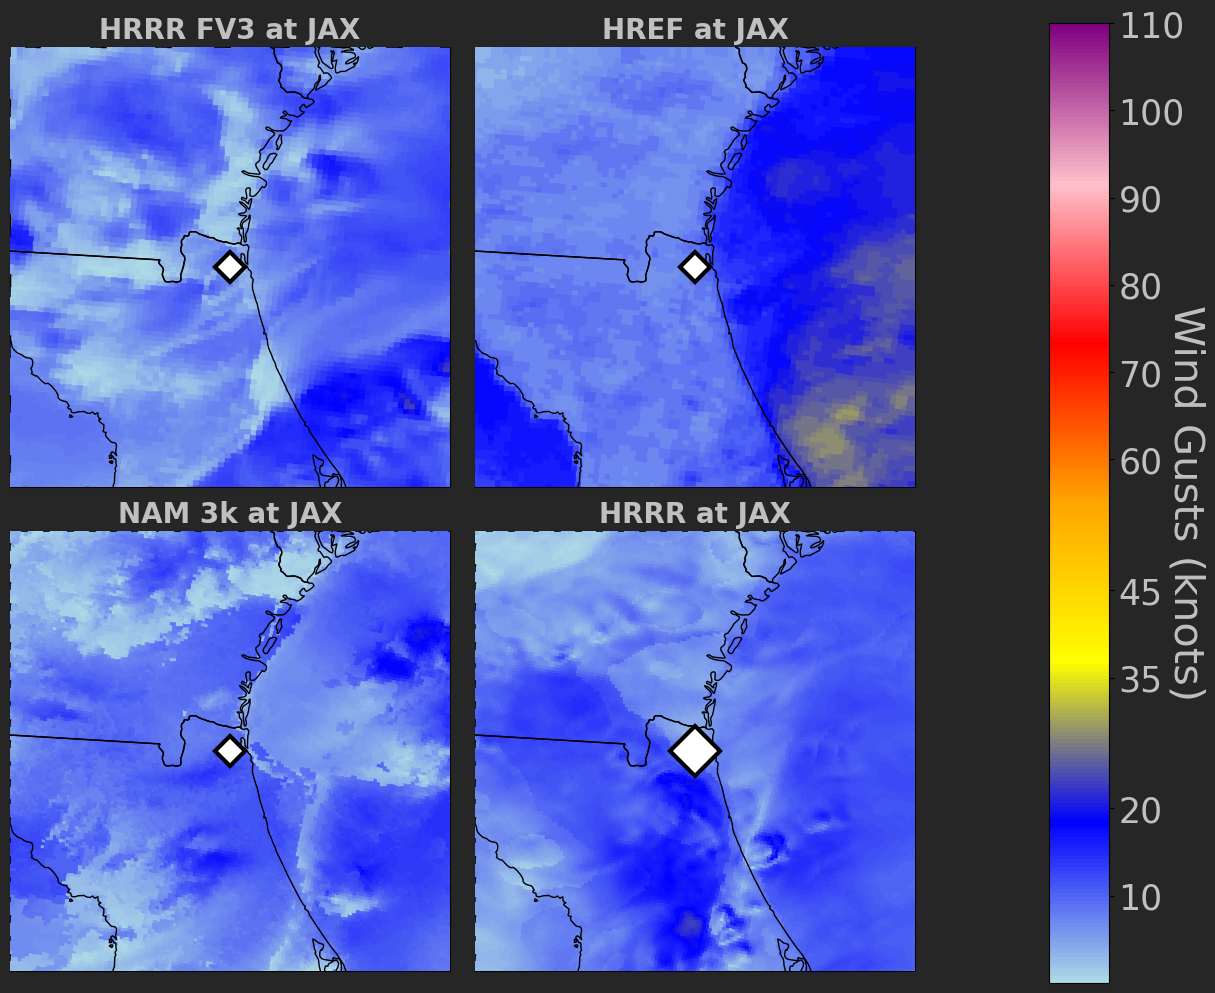 HRRR FV3 at JAX
HREF at JAX
NAM 3k at JAX
HRRR at JAX
110
100
90
80
70
60
45
35
20
10
Wind Gusts (knots)